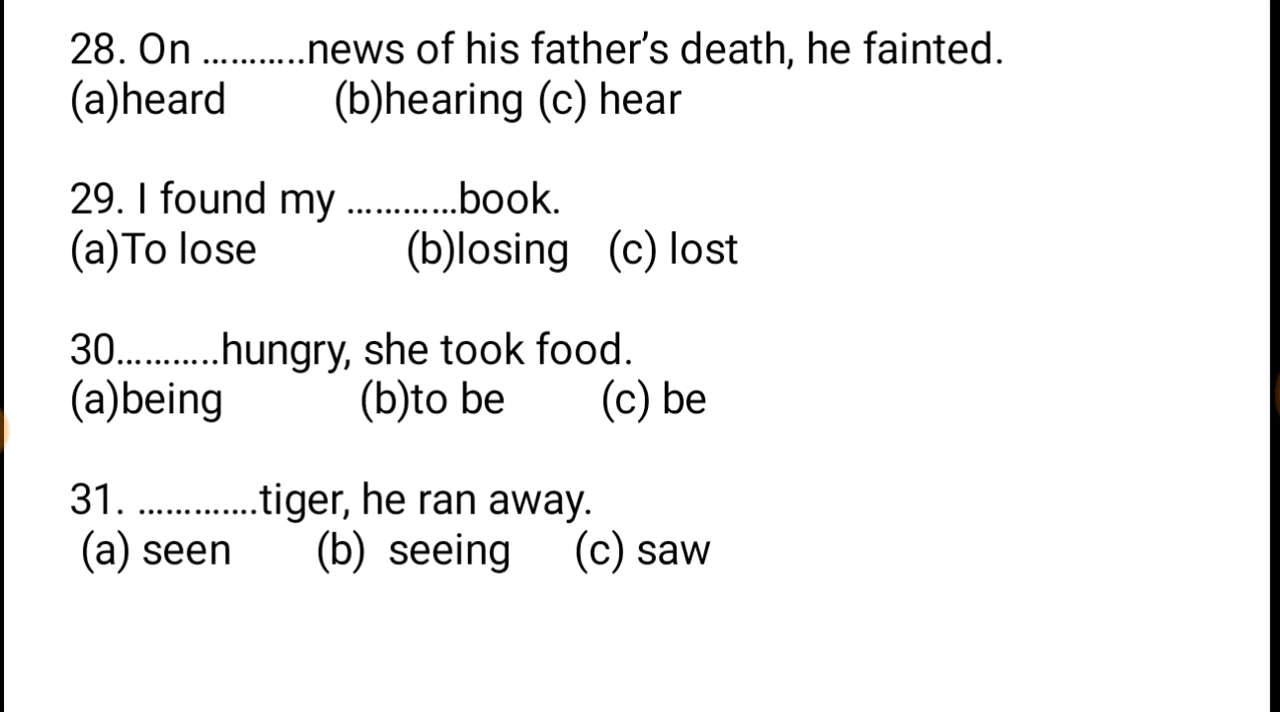 28. On ...........news of his father's death, he fainted.
(a)heard (b)hearing (c) hear
29. I found my ............book.
(a)To lose (b)losing (c) lost
30...........hungry, she took food.
(a)being (b)to be (c) be
31. .............tiger, he ran away.
(a) seen (b) seeing (c) saw